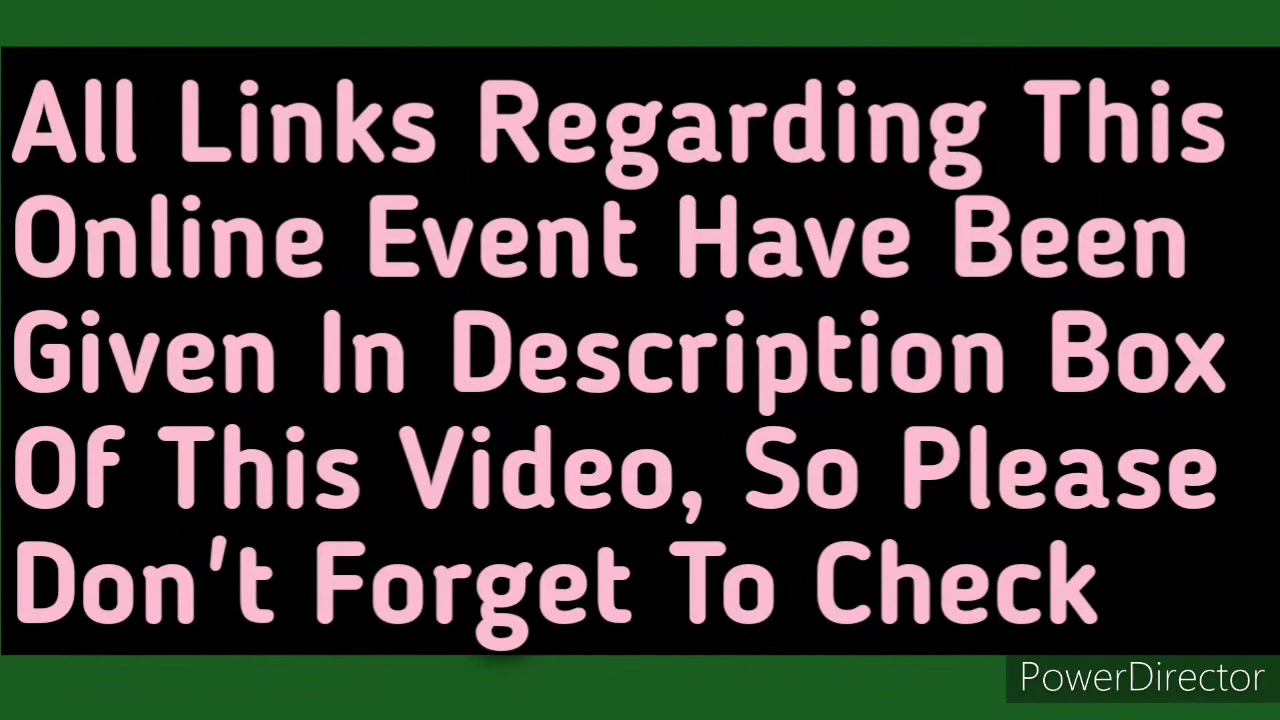 All Links Regarding This
Online Event Have Been
Given In Description Box
Of This Video, So Please
Don't Forget To Check
PowerDirector